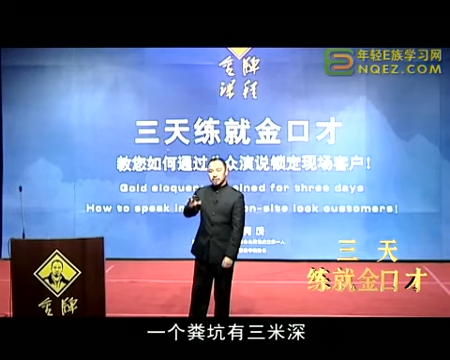 年轻E族学习网
NQEZ.COM
金牌
课程
三天练就金口才
教您如何通过 众演说锁定现场客户!
Gold eloquen ined for three days
How to speak in on-site lock customers!
三天
练就金口才
金牌
一个粪坑有三米深